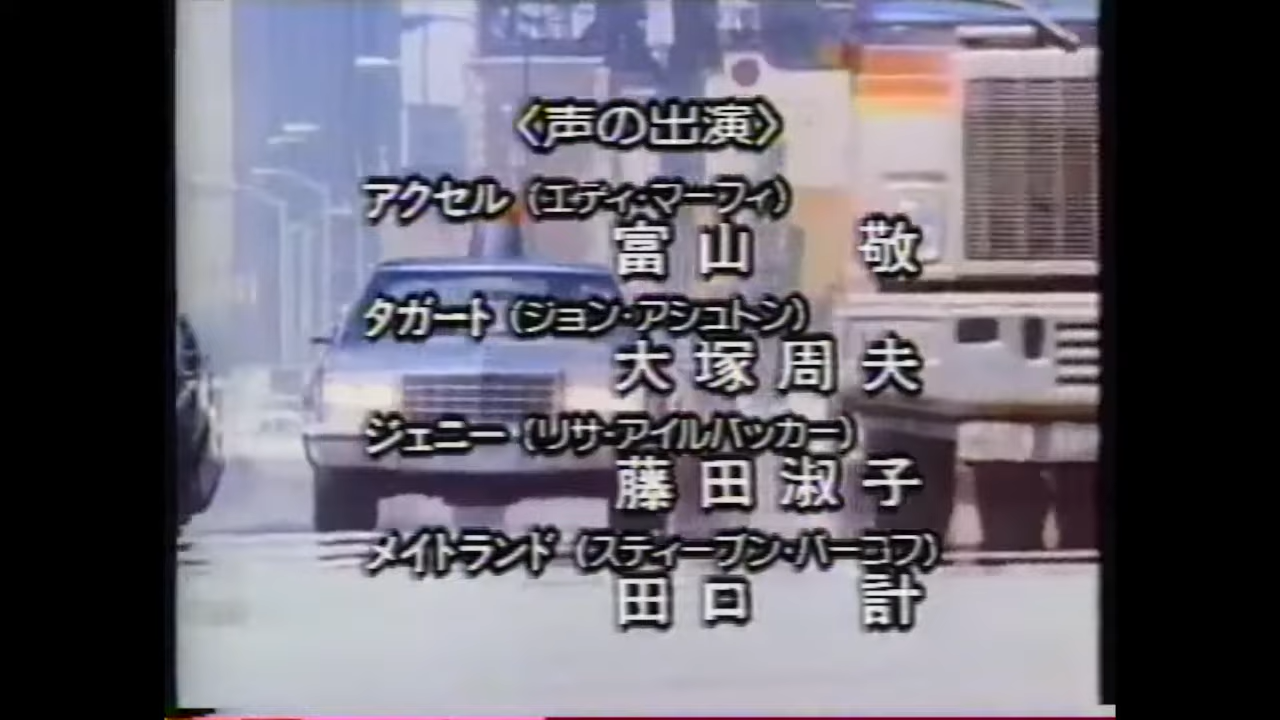 〈声の出演〉
アクセル（エディ・マーフィ）
富山 敬
タガート（ジョン・アシュトン）
大塚周夫
ジェニー（リサ・アイルバッカー）
藤田淑子
メイトランド（スティーブン・バーコフ）
田口 計